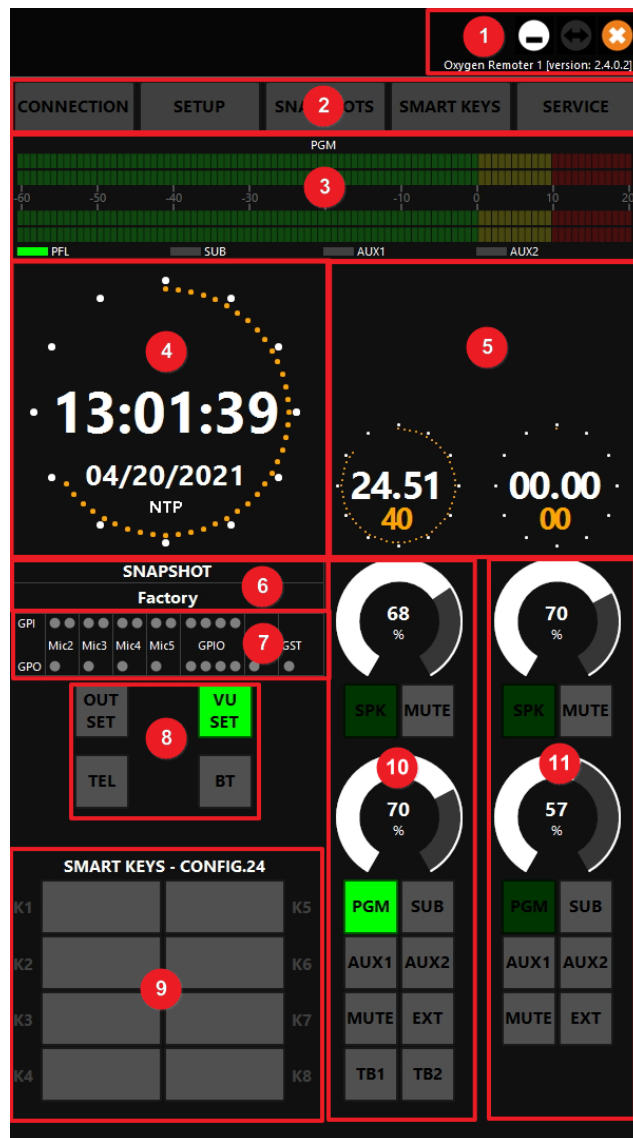 1
Oxygen Remoter 1 [version: 2.4.0.2]
CONNECTION SETUP 2 SMART KEYS SERVICE
PGM
3
-60 -50 -40 -30 -10 0 10 20
PFL SUB AUX1 AUX2
4 5
13:01:39
04/20/2021
NTP
24.51 00.00
40 00
SNAPSHOT
Factory
6
GPI
Mic2 Mic3 Mic4 Mic5 GPIO 7
GPO
68 %
70 %
SPK MUTE
SPK MUTE
OUT SET
VU SET
8
TEL BT
10 11
70 %
57 %
SMART KEYS - CONFIG.24
K1 K5
K2 K6
9
K3 K7
K4 K8
PGM SUB
AUX1 AUX2
MUTE EXT
TB1 TB2
PGM SUB
AUX1 AUX2
MUTE EXT